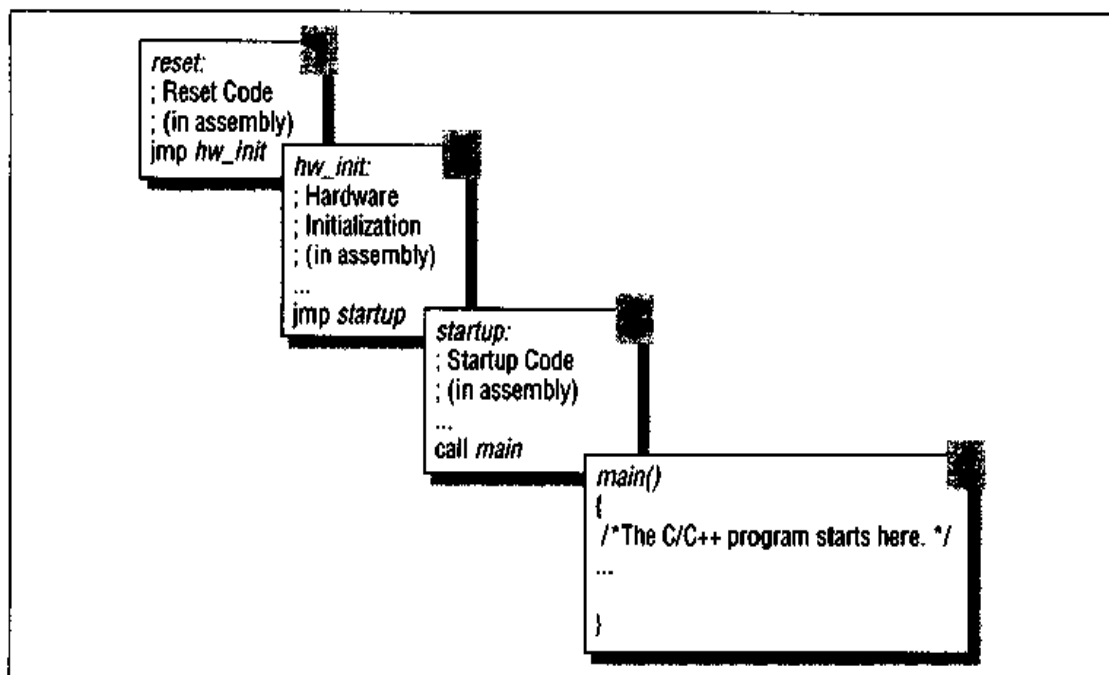 reset:
; Reset Code
; (in assembly)
jmp hw_init
hw_init:
; Hardware
; Initialization
; (in assembly)
...
jmp startup
startup:
; Startup Code
; (in assembly)
...
call main
main()
{
/*The C/C++ program starts here. */
...
}